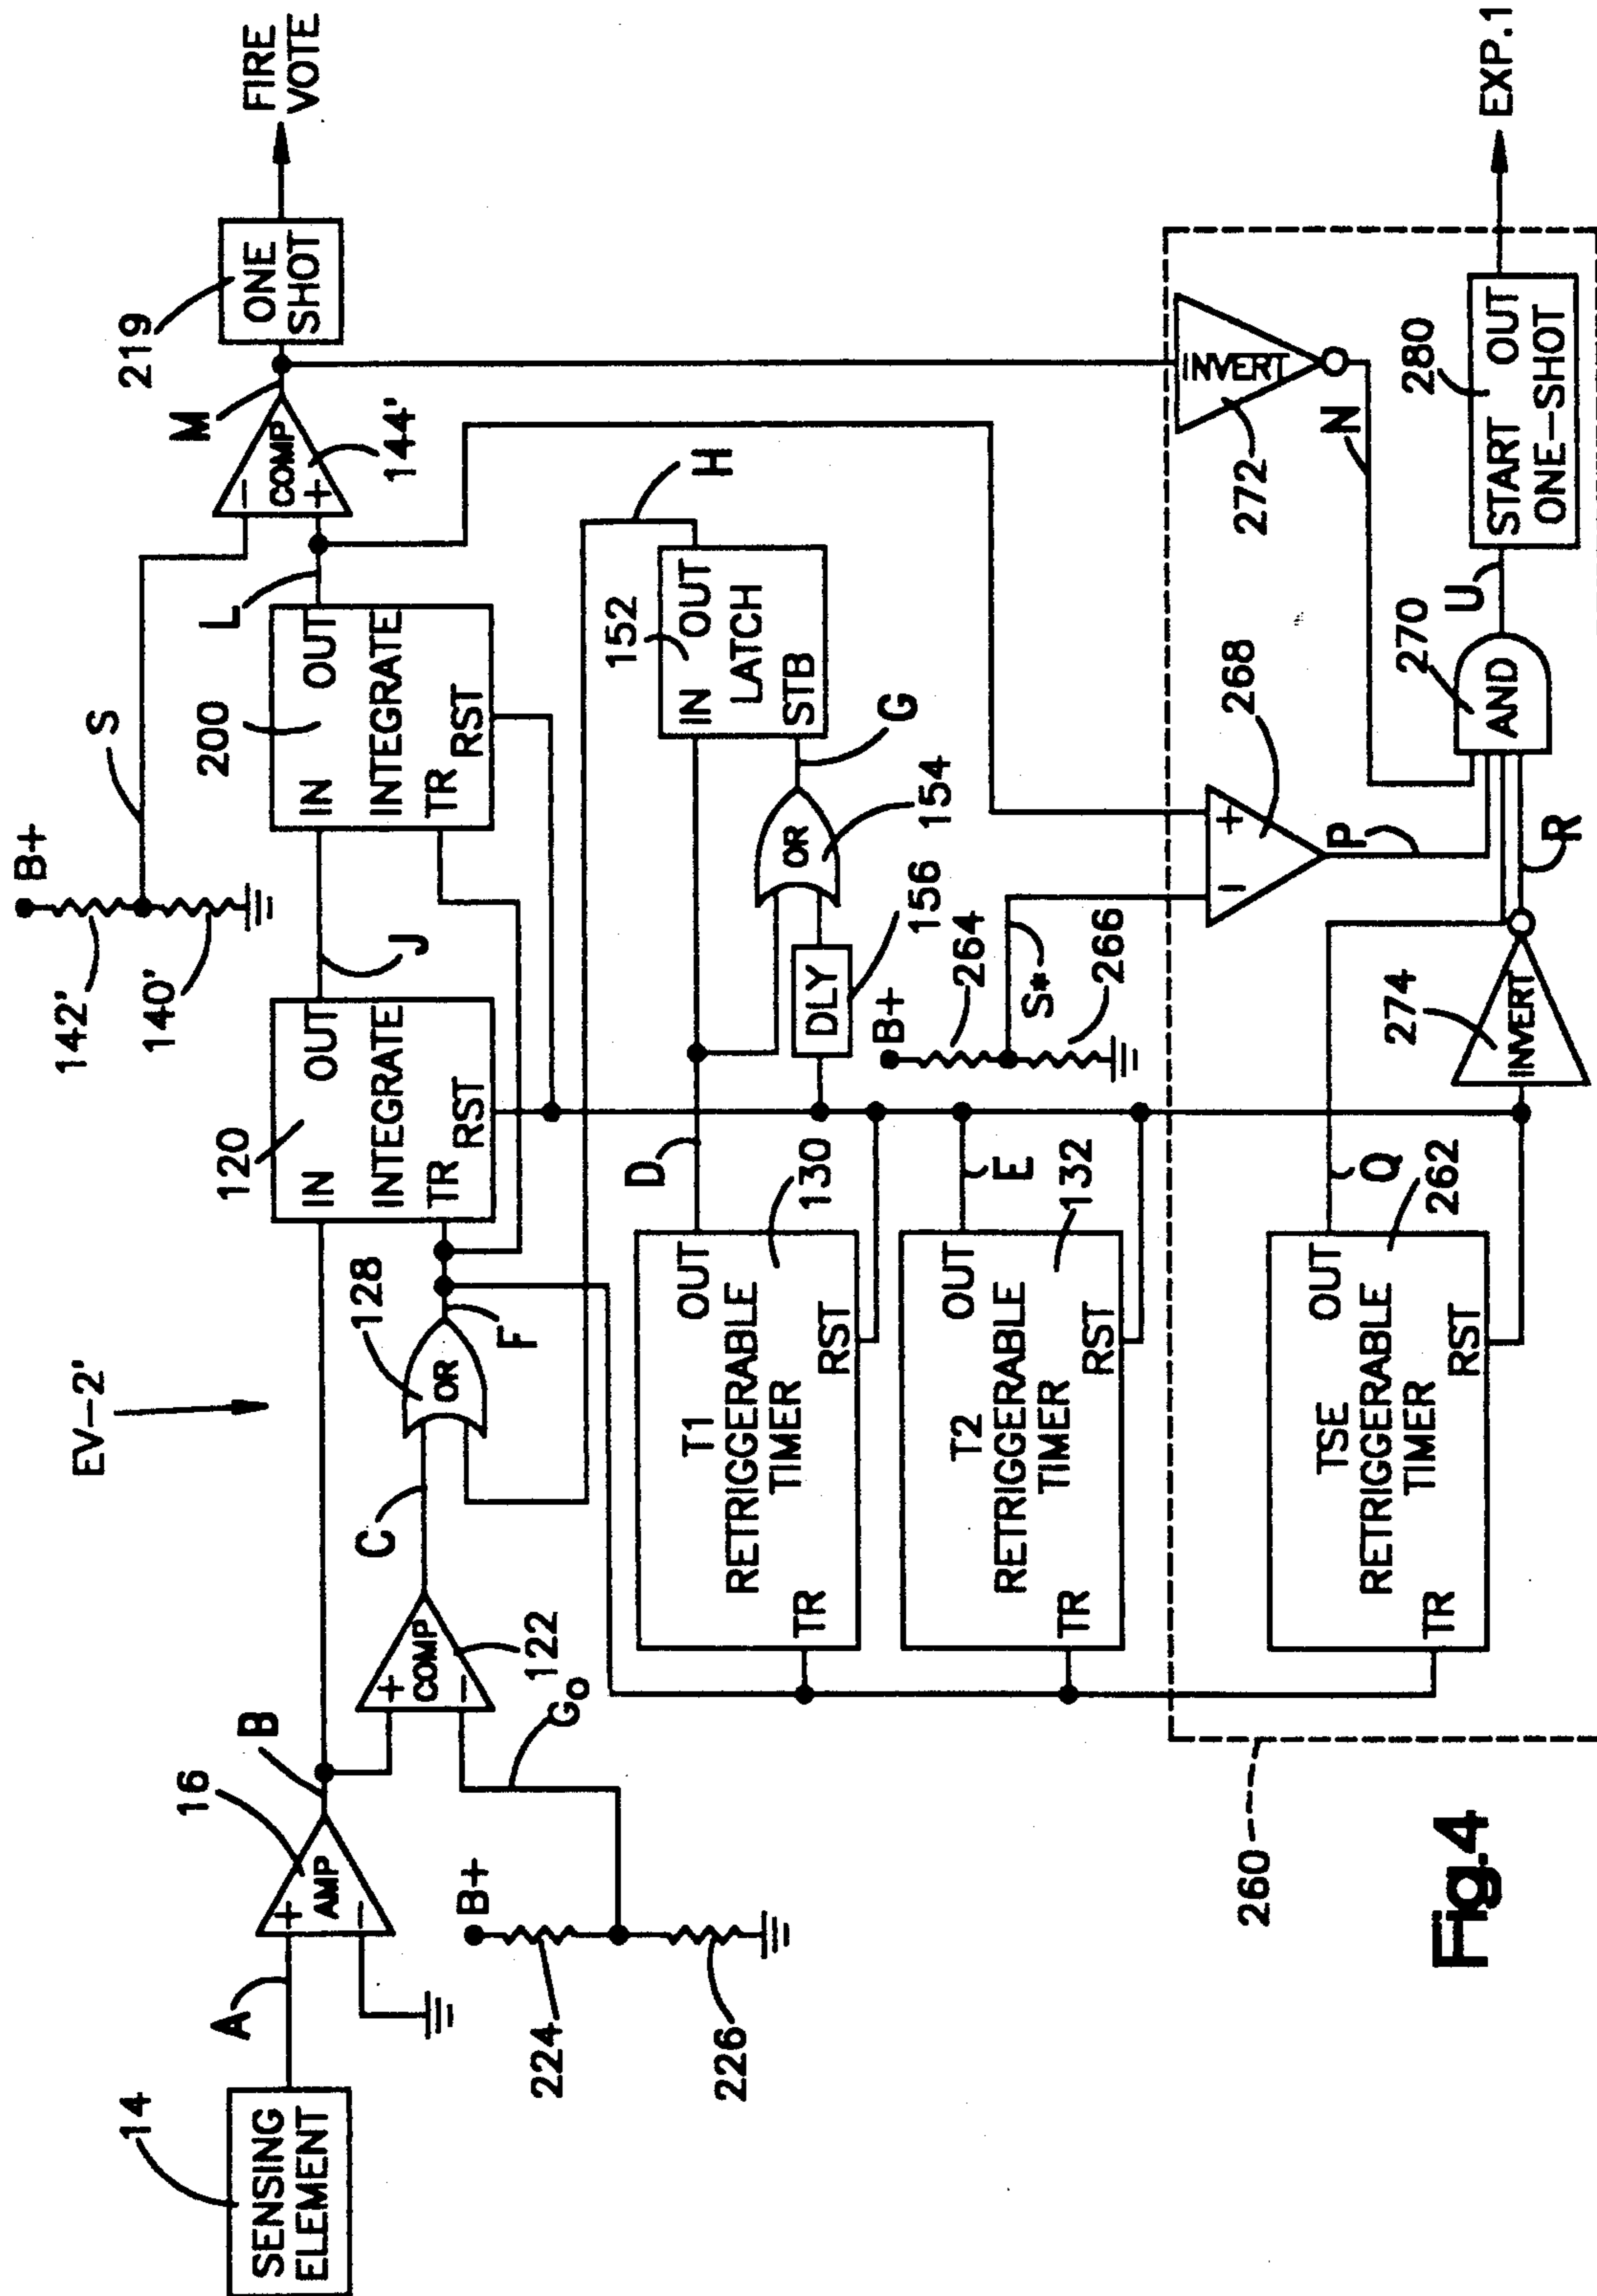 EV-2'
14
SENSING
ELEMENT
A
16
+
AMP
−
B
B+
224
226
G₀
+
COMP
−
122
C
128
OR
F
120
IN OUT
INTEGRATE
TR
RST
J
B+
142'
140'
S
200
IN OUT
INTEGRATE
TR
RST
L
−
COMP
+
144'
M
219
ONE
SHOT
FIRE
VOTE
T1
RETRIGGERABLE
TIMER
OUT
TR
RST
130
D
T2
RETRIGGERABLE
TIMER
OUT
TR
RST
132
E
DLY
156
OR
154
G
152
IN OUT
LATCH
STB
H
B+
264
266
S*
260
TSE
RETRIGGERABLE
TIMER
OUT
TR
RST
262
Q
274
INVERT
R
−
+
268
P
INVERT
272
N
AND
270
U
START OUT
ONE-SHOT
280
EXP.1
Fig.4